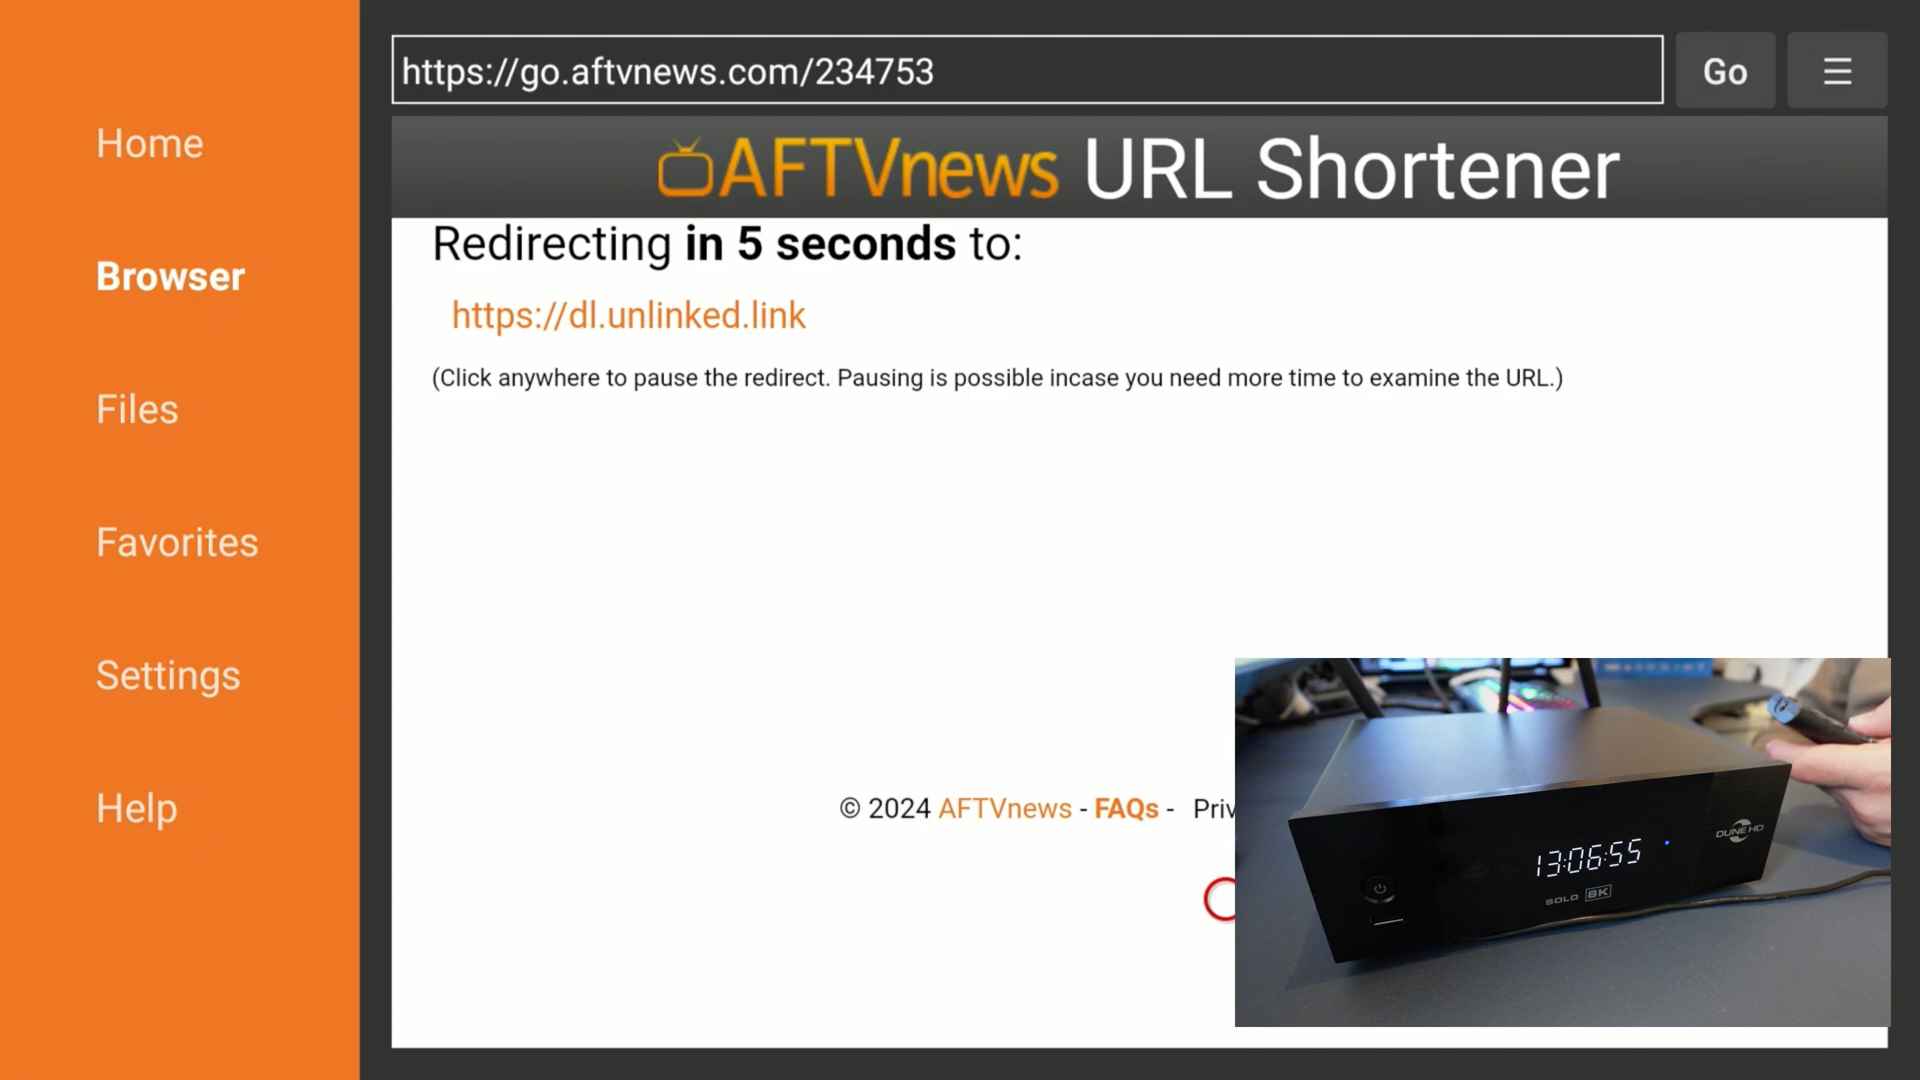 https://go.aftvnews.com/234753
Go
AFTVnews URL Shortener
Home
Browser
Files
Favorites
Settings
Help
Redirecting in 5 seconds to:
https://dl.unlinked.link
(Click anywhere to pause the redirect. Pausing is possible incase you need more time to examine the URL.)
© 2024 AFTVnews - FAQs - Priv
13:06:55
DUNE HD
SOLO 8K